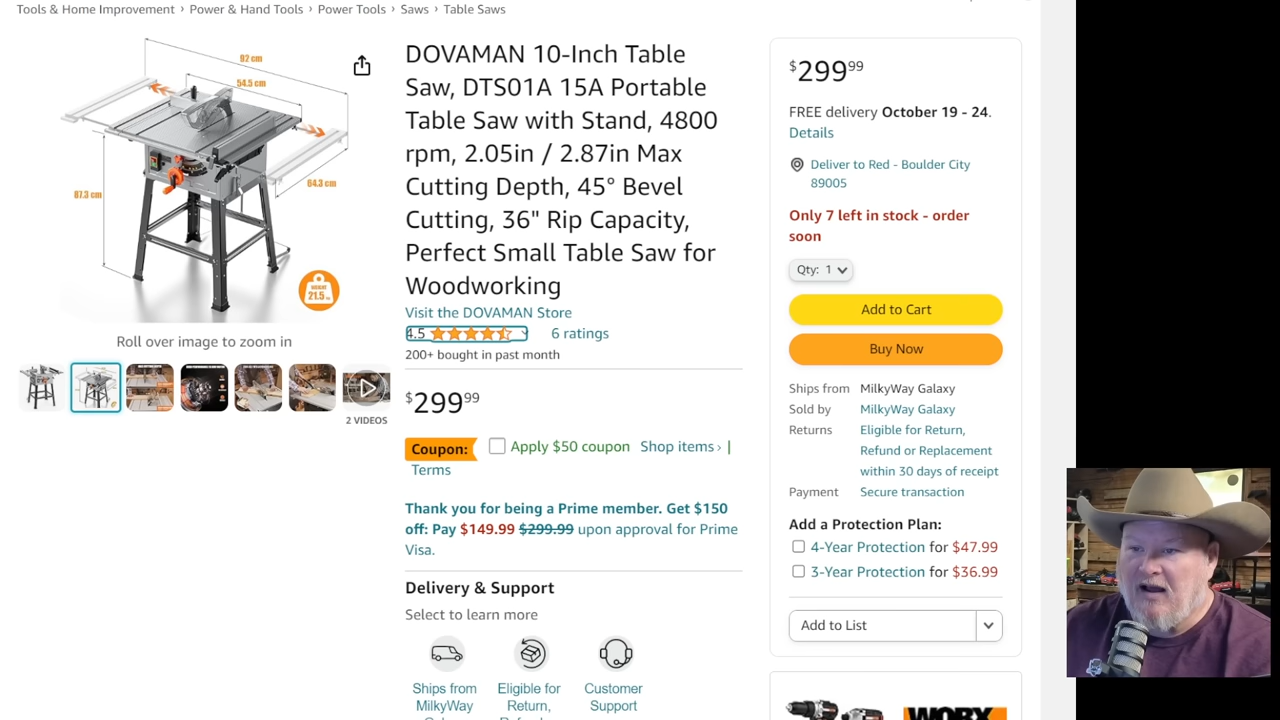 Tools & Home Improvement › Power & Hand Tools › Power Tools › Saws › Table Saws
92 cm
54.5 cm
87.3 cm
64.3 cm
WEIGHT
21.5
Roll over image to zoom in
2 VIDEOS
DOVAMAN 10-Inch Table
Saw, DTS01A 15A Portable
Table Saw with Stand, 4800
rpm, 2.05in / 2.87in Max
Cutting Depth, 45° Bevel
Cutting, 36" Rip Capacity,
Perfect Small Table Saw for
Woodworking
Visit the DOVAMAN Store
4.5 6 ratings
200+ bought in past month
$299.99
Coupon: Apply $50 coupon Shop items › |
Terms
Thank you for being a Prime member. Get $150
off: Pay $149.99 $299.99 upon approval for Prime
Visa.
Delivery & Support
Select to learn more
Ships from
MilkyWay
Eligible for
Return,
Customer
Support
$299.99
FREE delivery October 19 - 24.
Details
Deliver to Red - Boulder City
89005
Only 7 left in stock - order
soon
Qty: 1
Add to Cart
Buy Now
Ships from MilkyWay Galaxy
Sold by MilkyWay Galaxy
Returns Eligible for Return,
Refund or Replacement
within 30 days of receipt
Payment Secure transaction
Add a Protection Plan:
4-Year Protection for $47.99
3-Year Protection for $36.99
Add to List
WORX